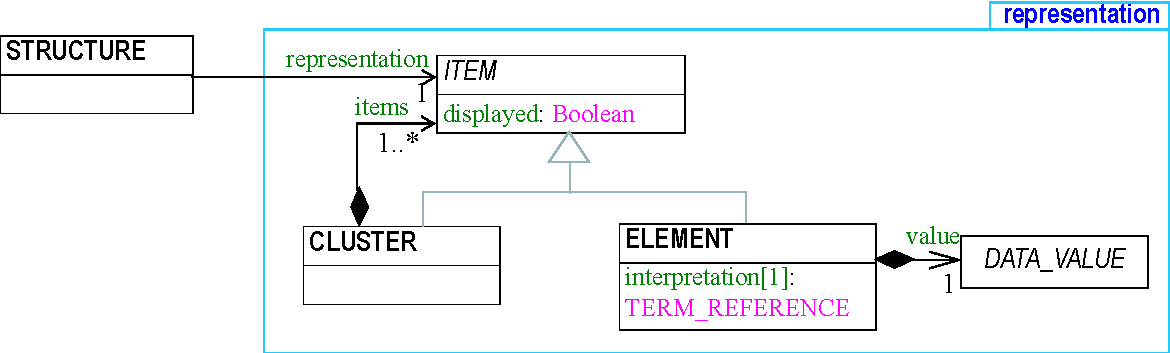 representation
STRUCTURE
representation
ITEM
1
items
displayed: Boolean
1..*
CLUSTER
ELEMENT
value
DATA_VALUE
interpretation[1]:
1
TERM_REFERENCE